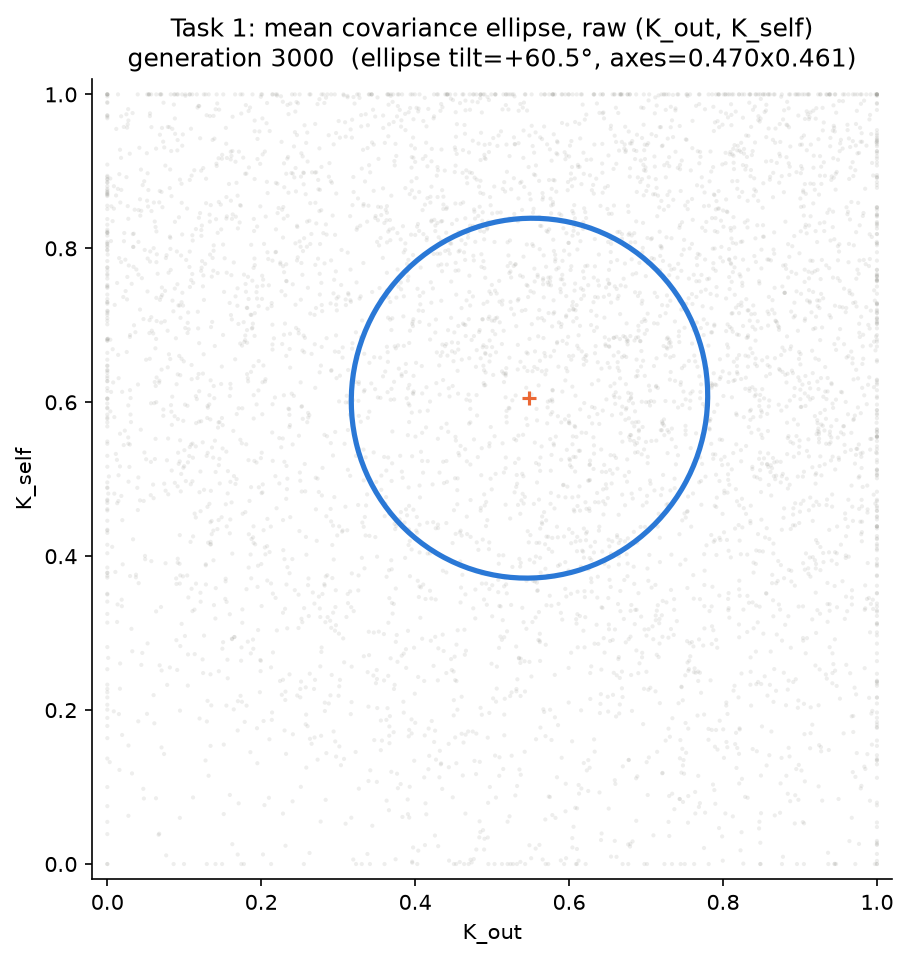 Task 1: mean covariance ellipse, raw (K_out, K_self)
generation 3000  (ellipse tilt=+60.5°, axes=0.470x0.461)
1.0
0.8
0.6
0.4
0.2
0.0
K_self
0.0 0.2 0.4 0.6 0.8 1.0
K_out